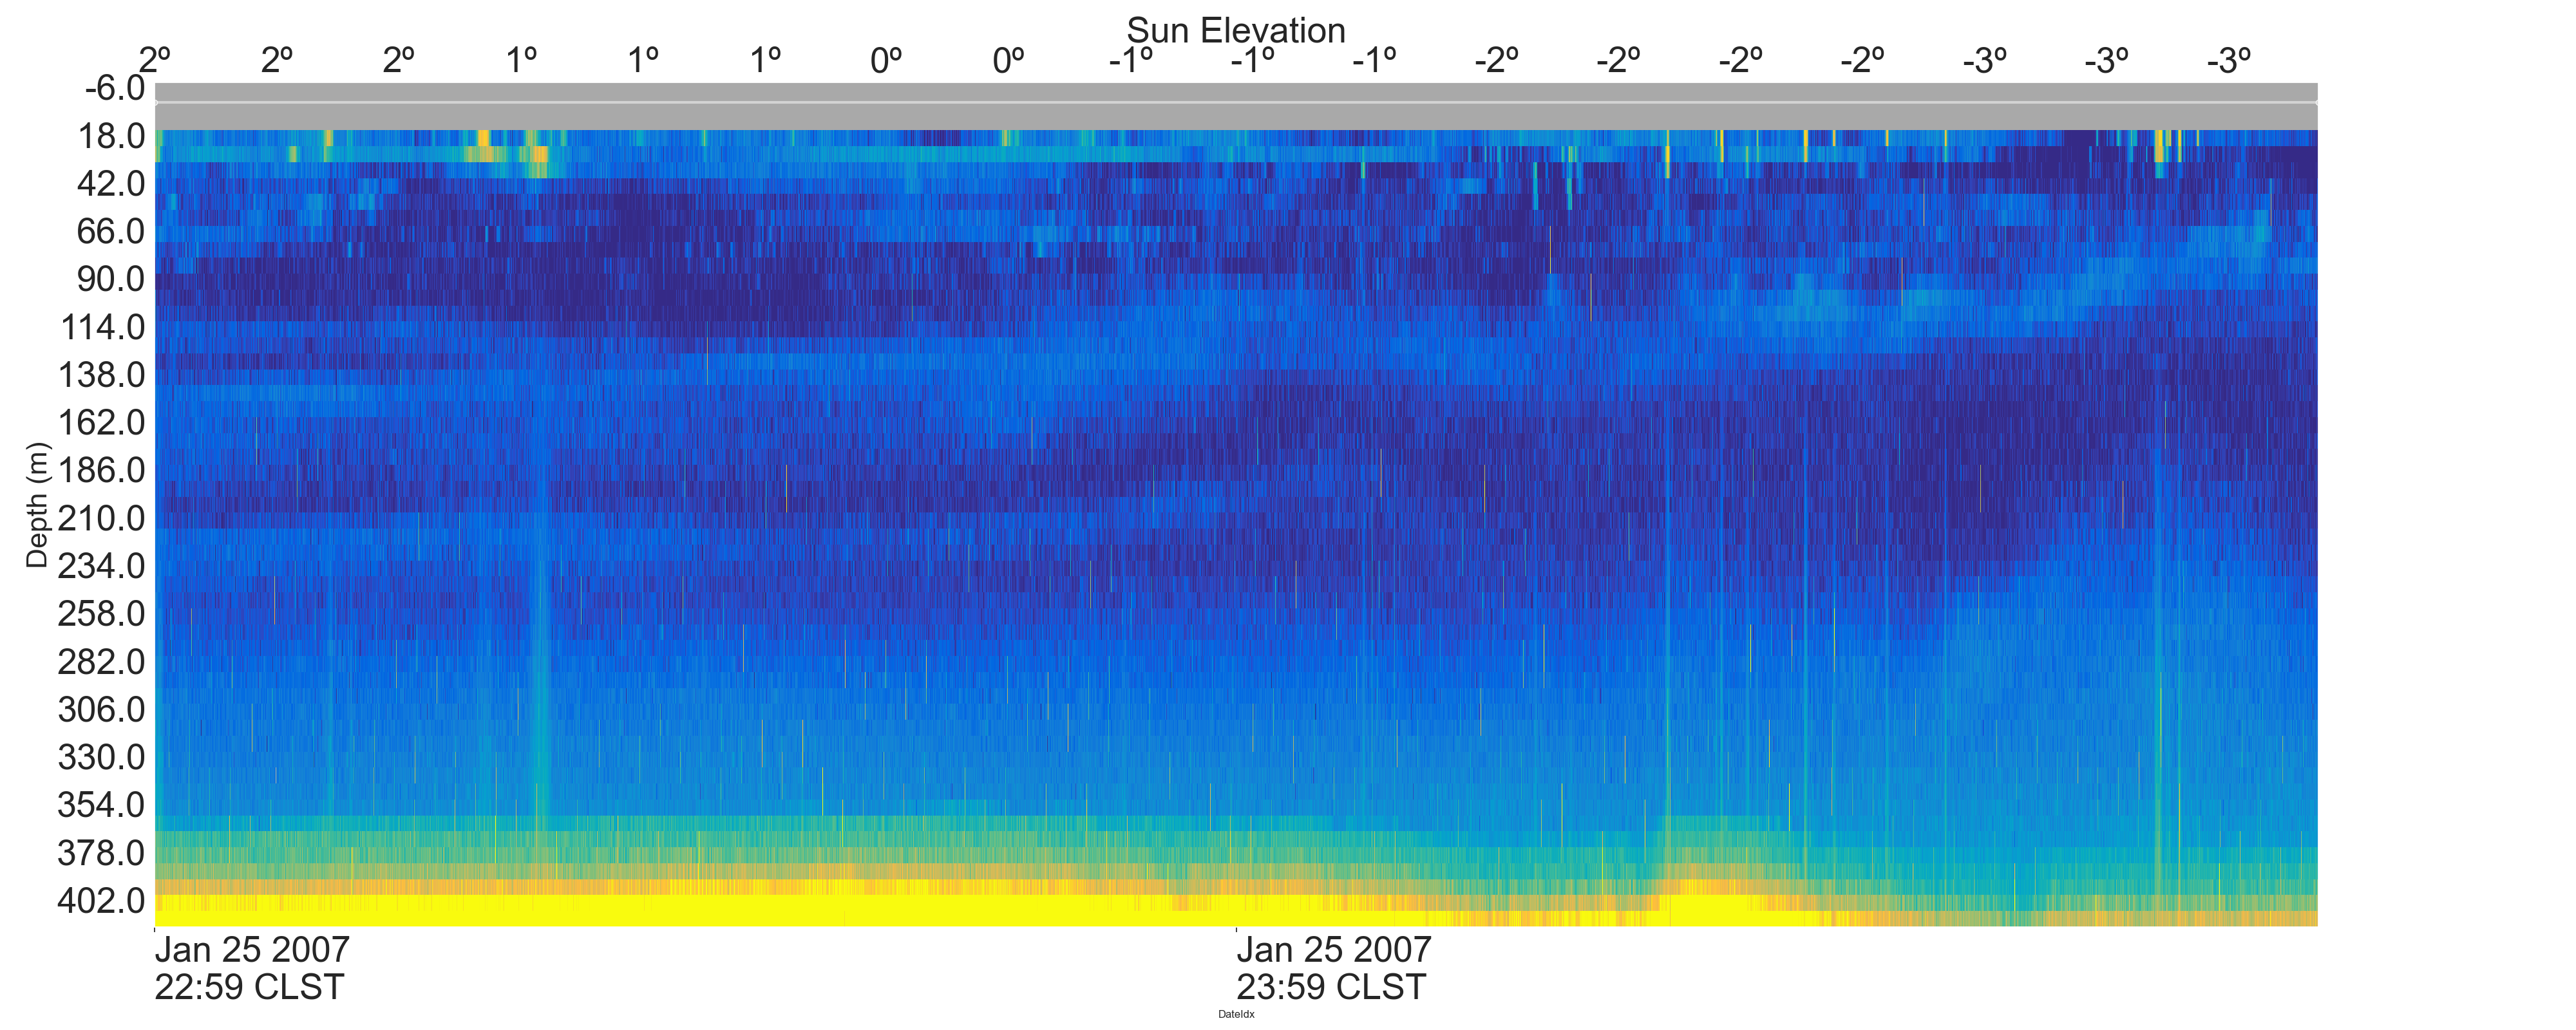 Sun Elevation
2º 2º 2º 1º 1º 1º 0º 0º -1º -1º -1º -2º -2º -2º -2º -3º -3º -3º
-6.0
18.0
42.0
66.0
90.0
114.0
138.0
162.0
186.0
210.0
234.0
258.0
282.0
306.0
330.0
354.0
378.0
402.0
Depth (m)
Jan 25 2007
22:59 CLST
Jan 25 2007
23:59 CLST
DateIdx